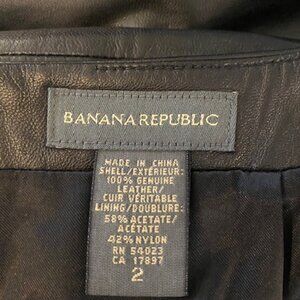 BANANA REPUBLIC
MADE IN CHINA
SHELL/EXTÉRIEUR:
100% GENUINE
LEATHER/
CUIR VÉRITABLE
LINING/DOUBLURE:
58% ACETATE/
ACÉTATE
42% NYLON
RN 54023
CA 17897
2